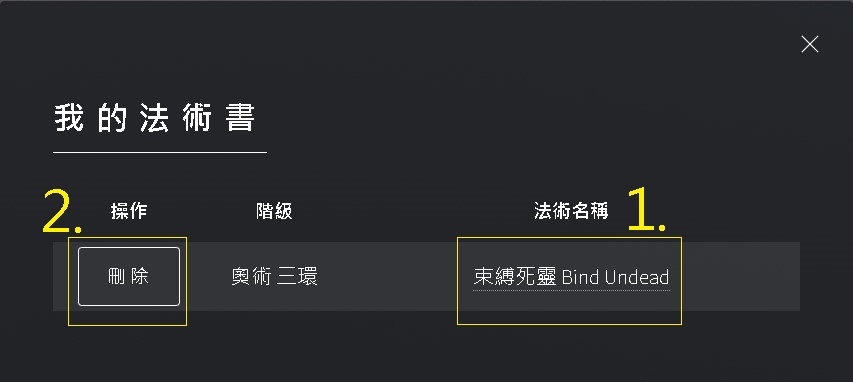 我的法術書
2. 操作 階級 法術名稱 1.
刪除 奧術 三環 束縛死靈 Bind Undead